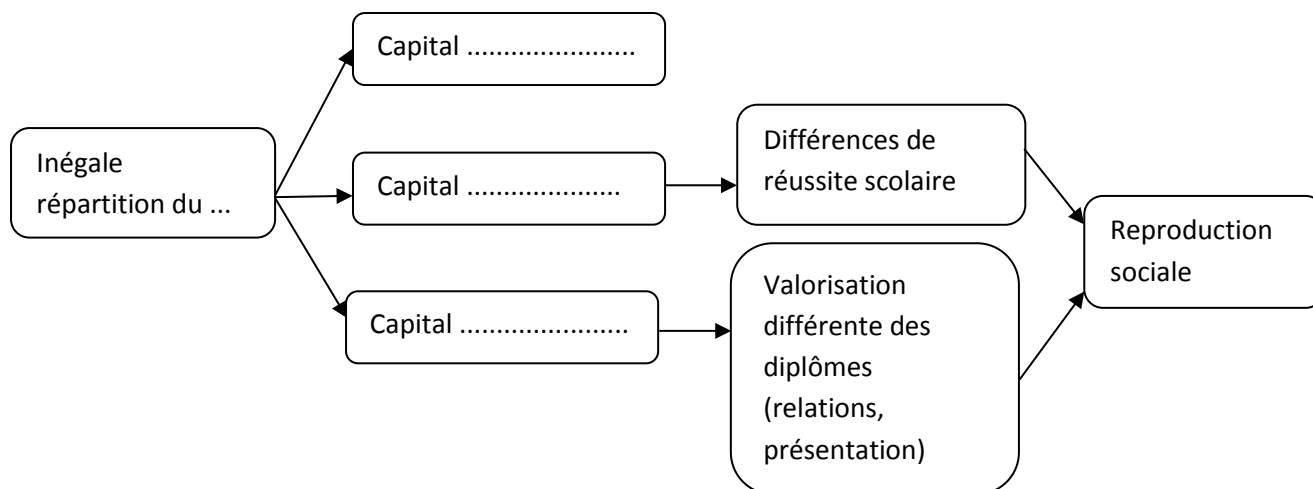 Capital ......................
Inégale
répartition du ...
Capital ....................
Capital .......................
Différences de
réussite scolaire
Valorisation
différente des
diplômes
(relations,
présentation)
Reproduction
sociale